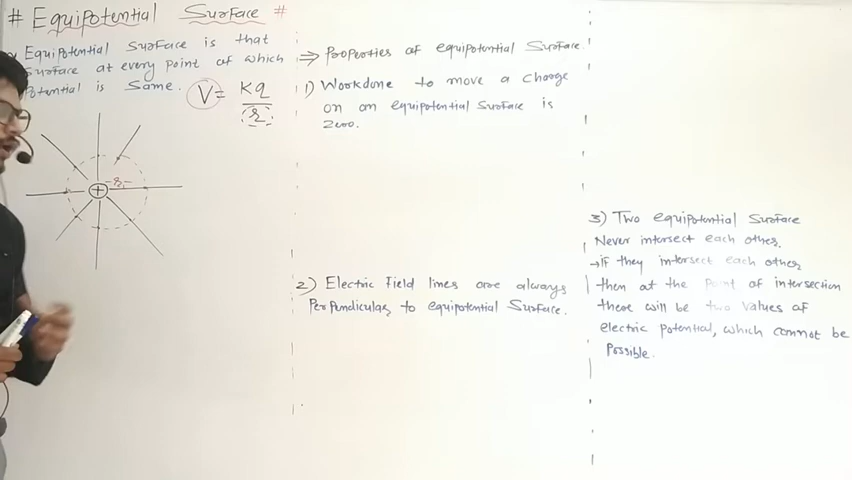 # Equipotential Surface #
Equipotential Surface is that
Surface at every point of which
Potential is Same.
V = Kq
r
r
+
⇒ Properties of equipotential Surface.
1) Workdone to move a charge
on an equipotential Surface is
Zero.
2) Electric Field lines are always
Perpendicular to equipotential Surface.
3) Two equipotential Surface
Never intersect each other.
→ if they intersect each other
then at the Point of intersection
there will be two values of
electric potential, which cannot be
Possible.